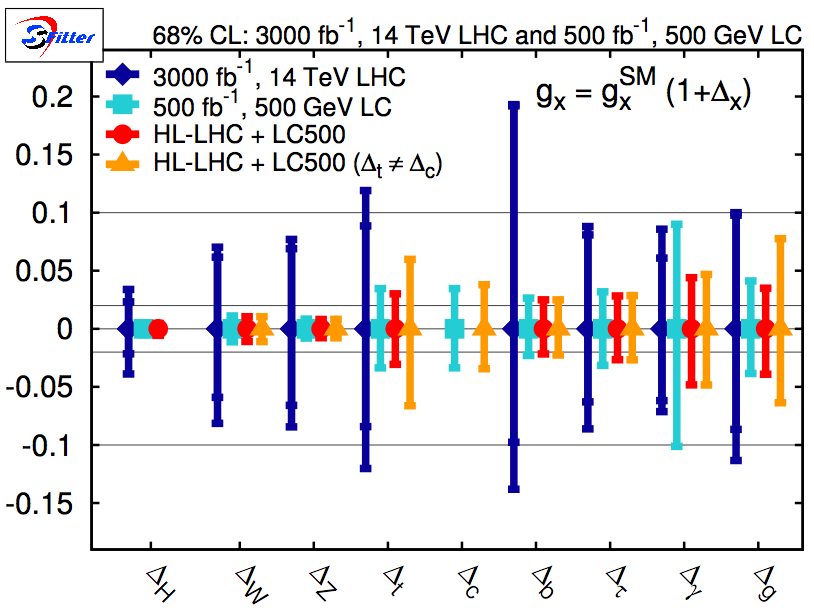 SFitter
68% CL: 3000 fb⁻¹, 14 TeV LHC and 500 fb⁻¹, 500 GeV LC
3000 fb⁻¹, 14 TeV LHC
500 fb⁻¹, 500 GeV LC
HL-LHC + LC500
HL-LHC + LC500 (Δt ≠ Δc)
gx = gxSM (1+Δx)
0.2
0.15
0.1
0.05
0
-0.05
-0.1
-0.15
ΔH ΔW ΔZ Δt Δc Δb Δτ Δγ Δg